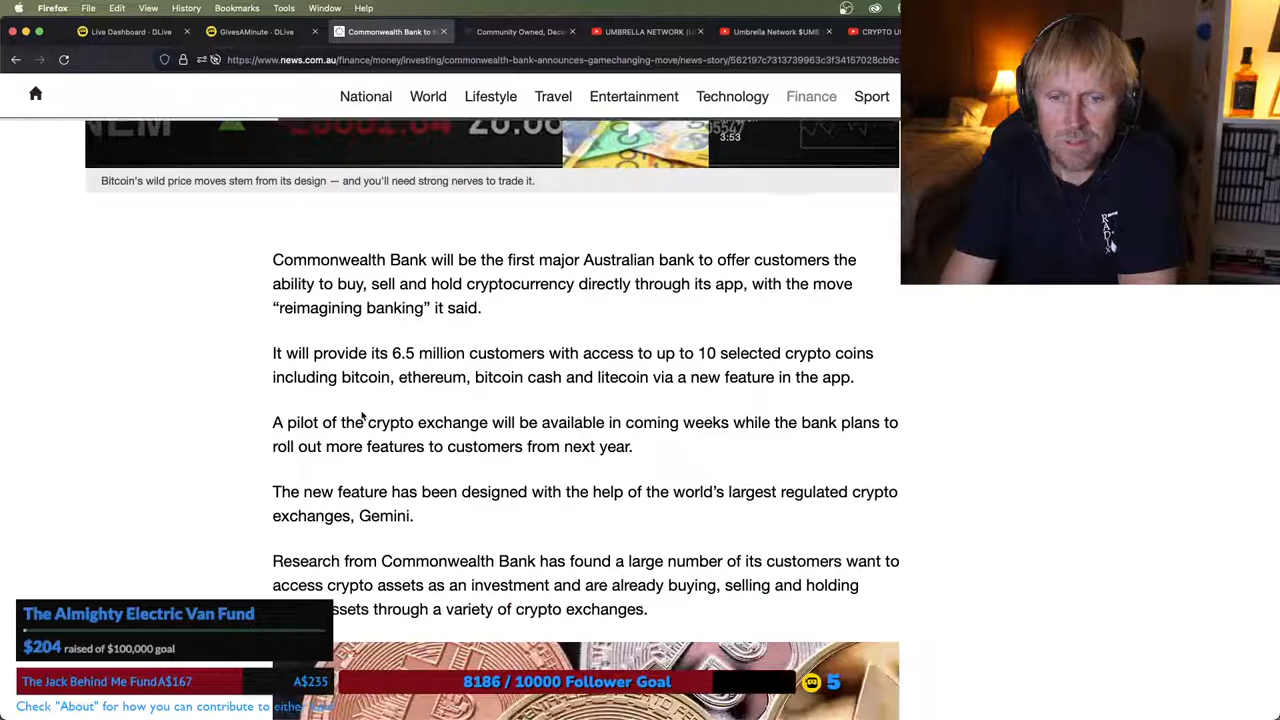 Firefox File Edit View History Bookmarks Tools Window Help
Live Dashboard - DLive
GivesAMinute - DLive
Commonwealth Bank to
Community Owned, Dece
UMBRELLA NETWORK (U
Umbrella Network $UMB
CRYPTO U
https://www.news.com.au/finance/money/investing/commonwealth-bank-announces-gamechanging-move/news-story/562197c7313739963c3f34157028cb9c
National World Lifestyle Travel Entertainment Technology Finance Sport
3:53
Bitcoin's wild price moves stem from its design — and you'll need strong nerves to trade it.
Commonwealth Bank will be the first major Australian bank to offer customers the
ability to buy, sell and hold cryptocurrency directly through its app, with the move
“reimagining banking” it said.
It will provide its 6.5 million customers with access to up to 10 selected crypto coins
including bitcoin, ethereum, bitcoin cash and litecoin via a new feature in the app.
A pilot of the crypto exchange will be available in coming weeks while the bank plans to
roll out more features to customers from next year.
The new feature has been designed with the help of the world’s largest regulated crypto
exchanges, Gemini.
Research from Commonwealth Bank has found a large number of its customers want to
access crypto assets as an investment and are already buying, selling and holding
assets through a variety of crypto exchanges.
The Almighty Electric Van Fund
$204 raised of $100,000 goal
The Jack Behind Me Fund A$167 A$235
8186 / 10000 Follower Goal
5
Check "About" for how you can contribute to either